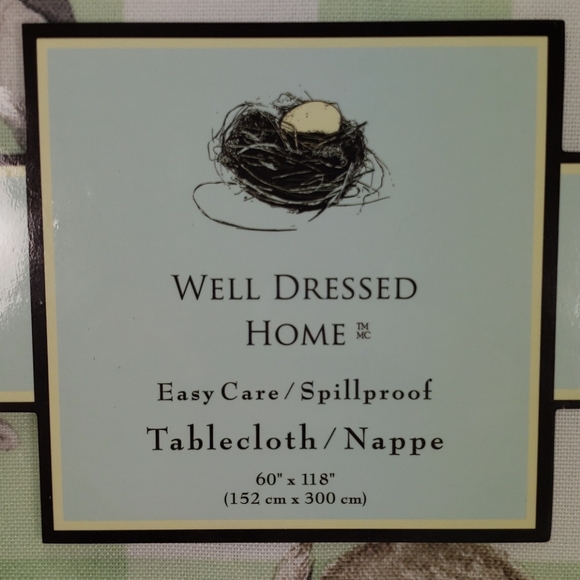 WELL DRESSED
HOME TM MC
Easy Care / Spillproof
Tablecloth / Nappe
60" x 118"
(152 cm x 300 cm)